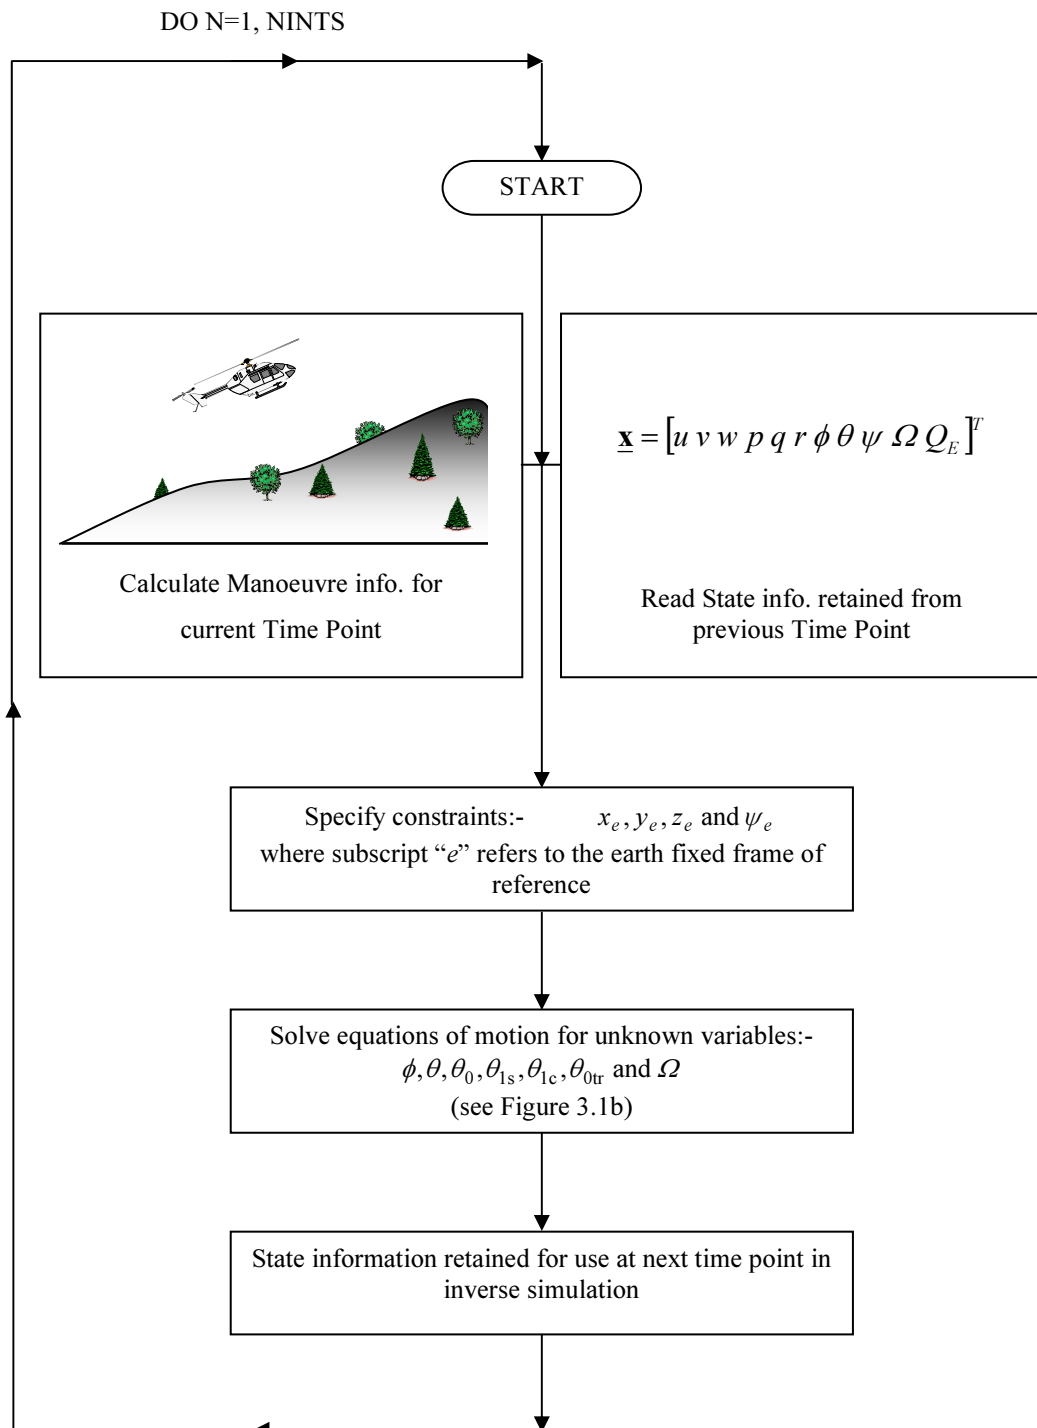 DO N=1, NINTS
START
Calculate Manoeuvre info. for
current Time Point
x = [u v w p q r ϕ θ ψ Ω Q_E]^T
Read State info. retained from
previous Time Point
Specify constraints:- x_e, y_e, z_e and ψ_e
where subscript “e” refers to the earth fixed frame of
reference
Solve equations of motion for unknown variables:-
ϕ, θ, θ_0, θ_1s, θ_1c, θ_0tr and Ω
(see Figure 3.1b)
State information retained for use at next time point in
inverse simulation